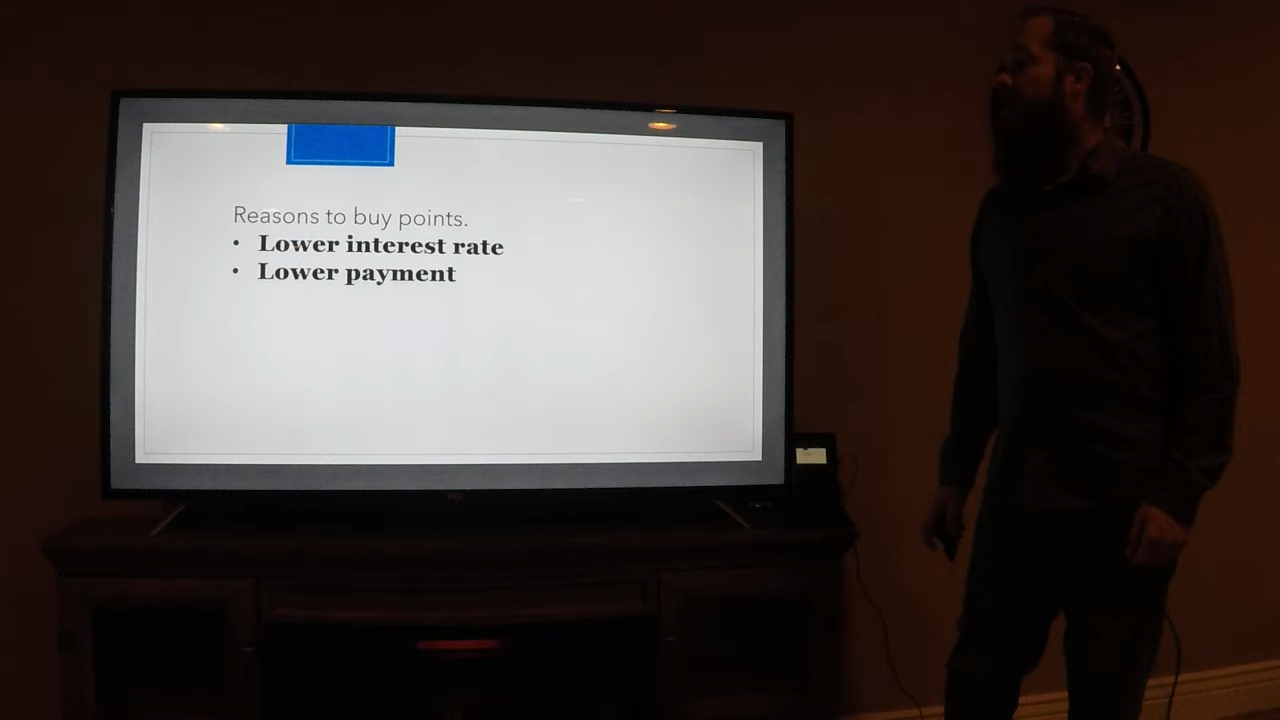 Reasons to buy points.
• Lower interest rate
• Lower payment